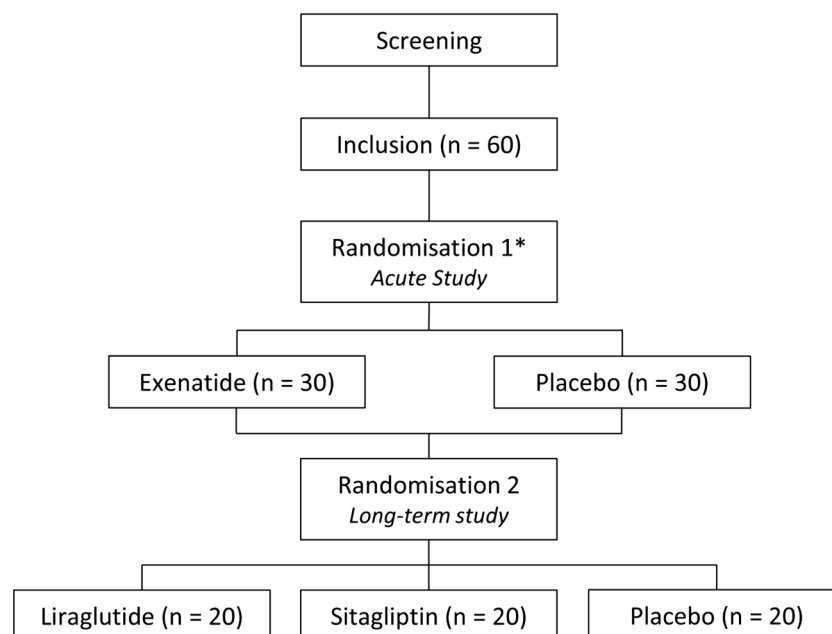 Screening
Inclusion (n = 60)
Randomisation 1*
Acute Study
Exenatide (n = 30)
Placebo (n = 30)
Randomisation 2
Long-term study
Liraglutide (n = 20)
Sitagliptin (n = 20)
Placebo (n = 20)